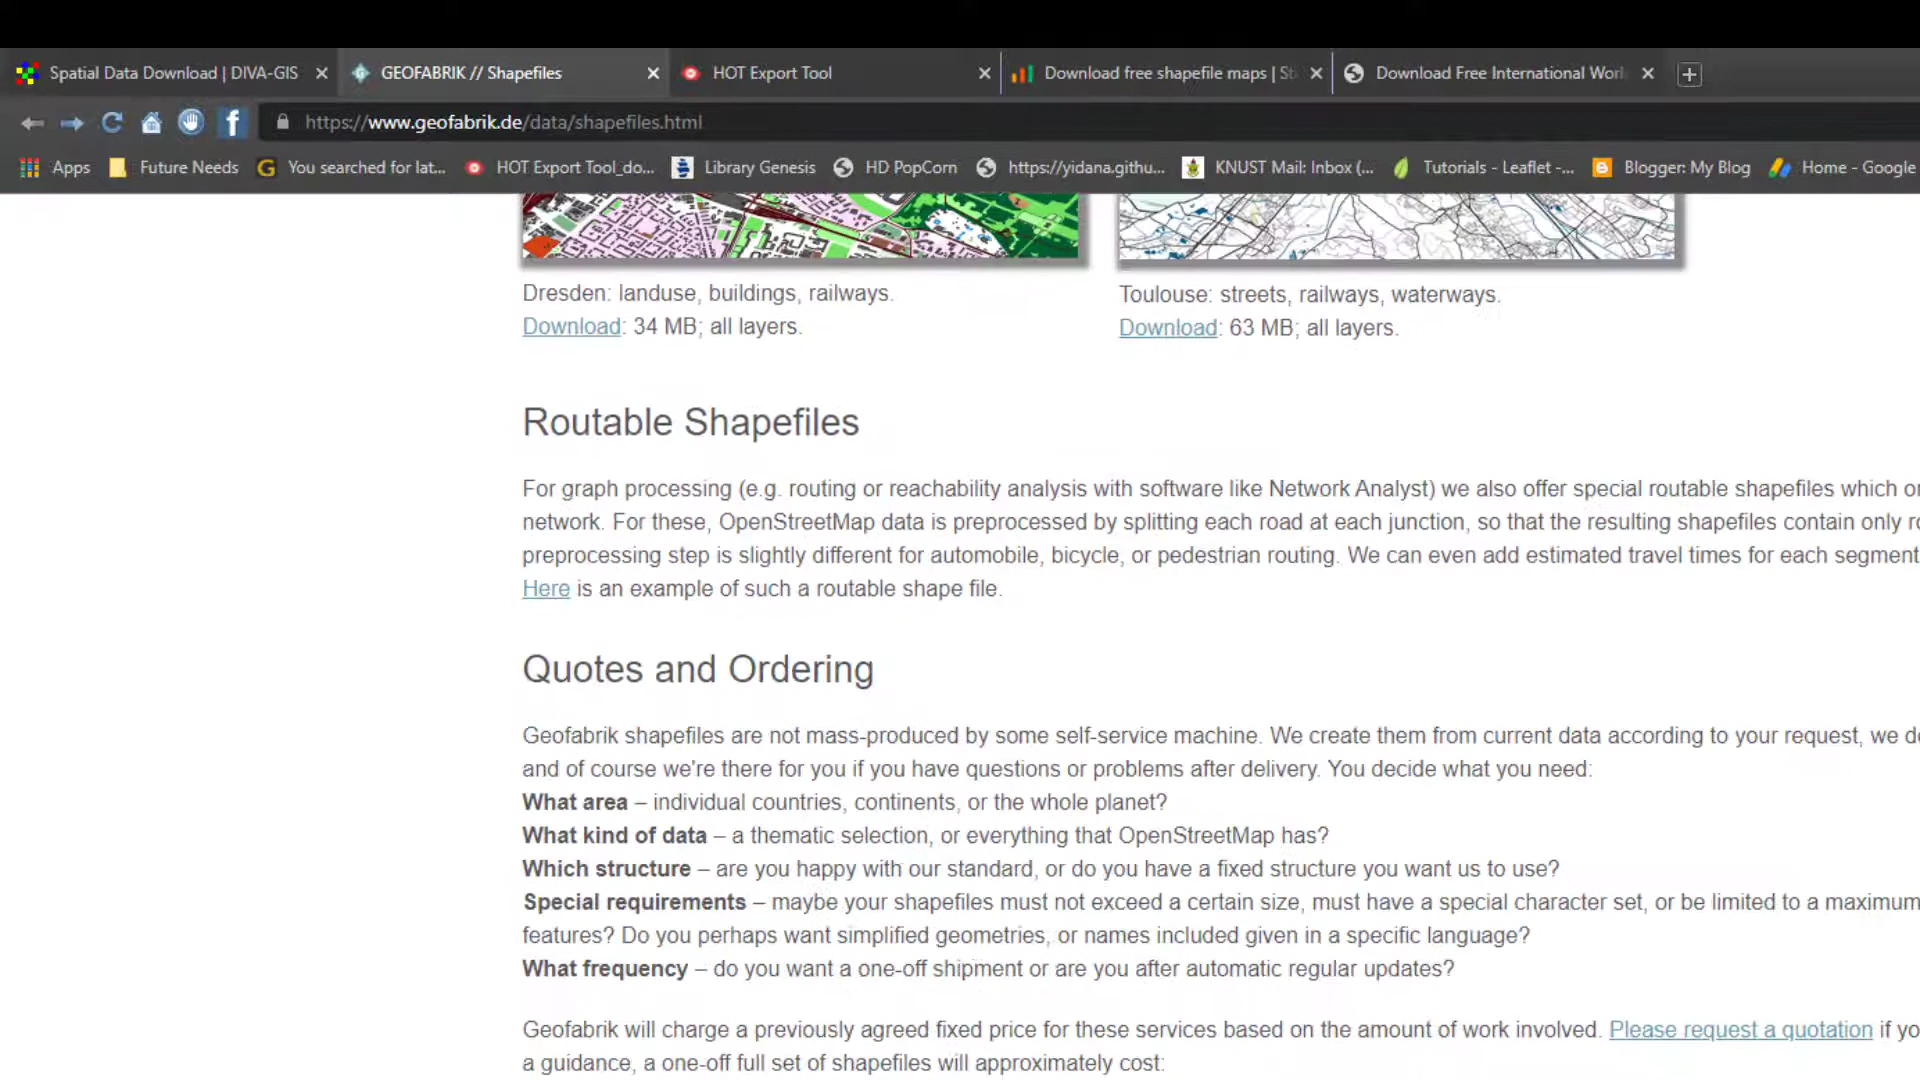 Spatial Data Download | DIVA-GIS
GEOFABRIK // Shapefiles
HOT Export Tool
Download free shapefile maps | St
Download Free International Worl
https://www.geofabrik.de/data/shapefiles.html
Apps
Future Needs
You searched for lat...
HOT Export Tool_do...
Library Genesis
HD PopCorn
https://yidana.githu...
KNUST Mail: Inbox (...
Tutorials - Leaflet -...
Blogger: My Blog
Home - Google
Dresden: landuse, buildings, railways.
Download: 34 MB; all layers.
Toulouse: streets, railways, waterways.
Download: 63 MB; all layers.
Routable Shapefiles
For graph processing (e.g. routing or reachability analysis with software like Network Analyst) we also offer special routable shapefiles which
network. For these, OpenStreetMap data is preprocessed by splitting each road at each junction, so that the resulting shapefiles contain only
preprocessing step is slightly different for automobile, bicycle, or pedestrian routing. We can even add estimated travel times for each segment
Here is an example of such a routable shape file.
Quotes and Ordering
Geofabrik shapefiles are not mass-produced by some self-service machine. We create them from current data according to your request, we
and of course we're there for you if you have questions or problems after delivery. You decide what you need:
What area – individual countries, continents, or the whole planet?
What kind of data – a thematic selection, or everything that OpenStreetMap has?
Which structure – are you happy with our standard, or do you have a fixed structure you want us to use?
Special requirements – maybe your shapefiles must not exceed a certain size, must have a special character set, or be limited to a maximum
features? Do you perhaps want simplified geometries, or names included given in a specific language?
What frequency – do you want a one-off shipment or are you after automatic regular updates?
Geofabrik will charge a previously agreed fixed price for these services based on the amount of work involved. Please request a quotation if
a guidance, a one-off full set of shapefiles will approximately cost: